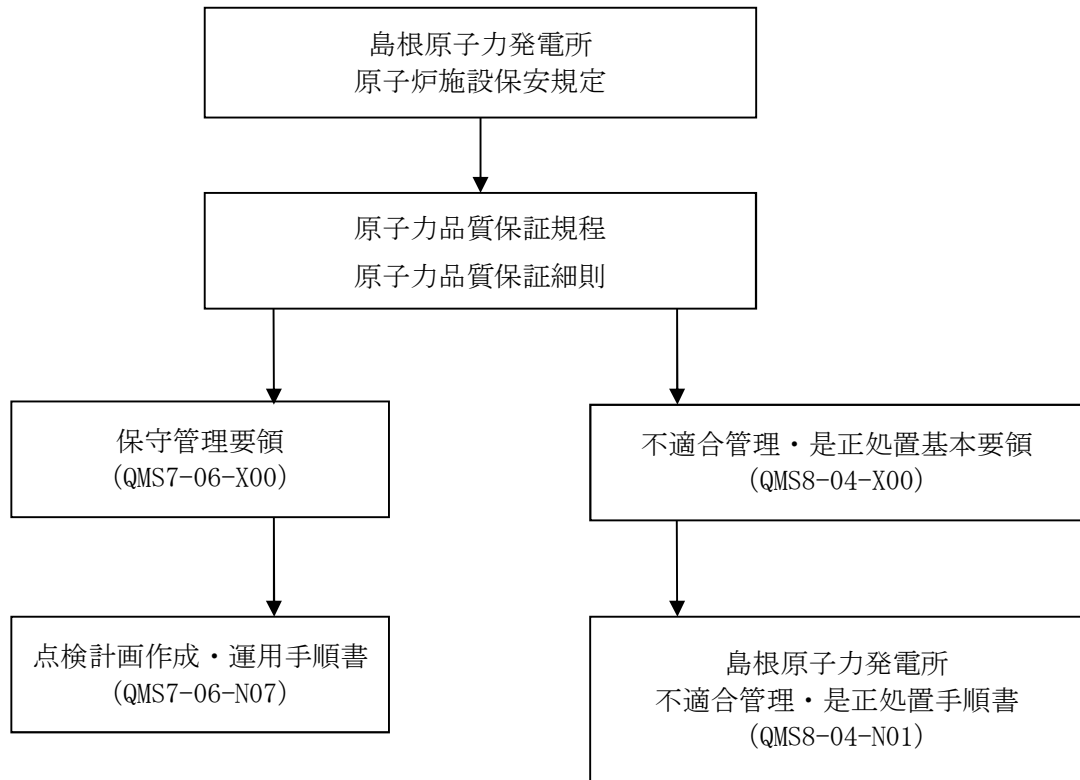 島根原子力発電所
原子炉施設保安規定
原子力品質保証規程
原子力品質保証細則
保守管理要領
(QMS7-06-X00)
不適合管理・是正処置基本要領
(QMS8-04-X00)
点検計画作成・運用手順書
(QMS7-06-N07)
島根原子力発電所
不適合管理・是正処置手順書
(QMS8-04-N01)